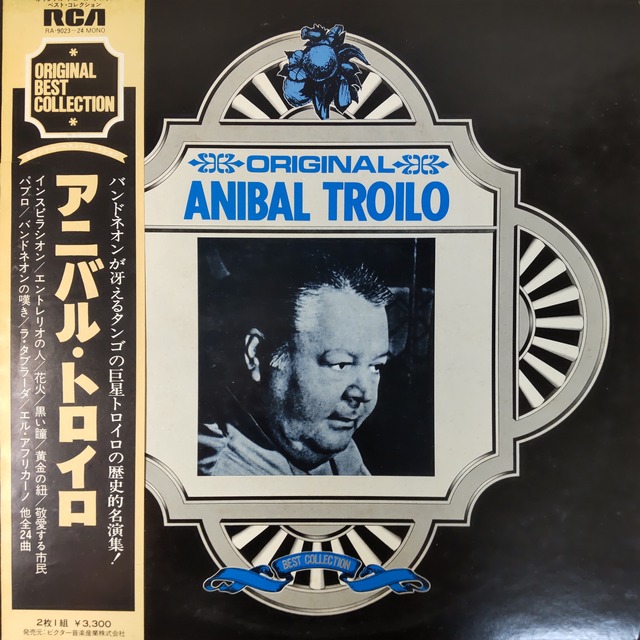 ベスト・コレクション
RCA
RA-9023～24 MONO
ORIGINAL
BEST
COLLECTION
アニバル・トロイロ
バンドネオンが冴えるタンゴの巨星トロイロの歴史的名演集！
インスピラシオン／エントレリオの人／花火／黒い瞳／黄金の紐／敬愛する市民
パブロ／バンドネオンの嘆き／ラ・タブラーダ／エル・アフリカーノ 他全24曲
2枚1組 ￥3,300
発売元：ビクター音楽産業株式会社
ORIGINAL
ANIBAL TROILO
BEST COLLECTION